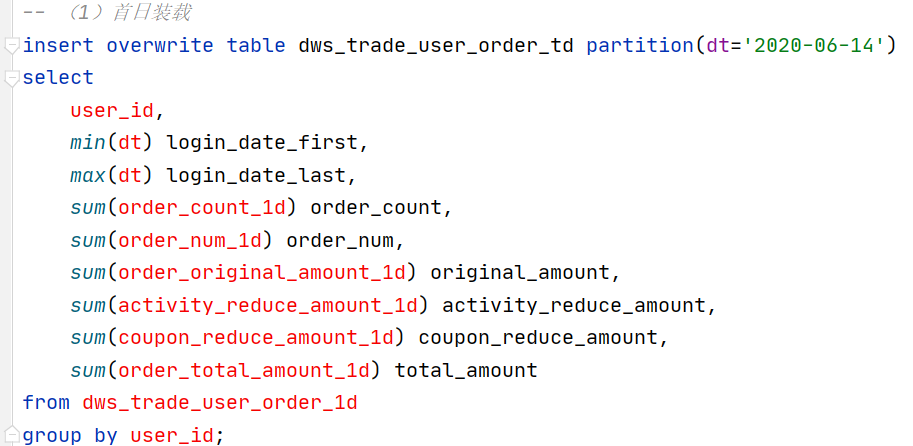 -- （1）首日装载
insert overwrite table dws_trade_user_order_td partition(dt='2020-06-14')
select
    user_id,
    min(dt) login_date_first,
    max(dt) login_date_last,
    sum(order_count_1d) order_count,
    sum(order_num_1d) order_num,
    sum(order_original_amount_1d) original_amount,
    sum(activity_reduce_amount_1d) activity_reduce_amount,
    sum(coupon_reduce_amount_1d) coupon_reduce_amount,
    sum(order_total_amount_1d) total_amount
from dws_trade_user_order_1d
group by user_id;